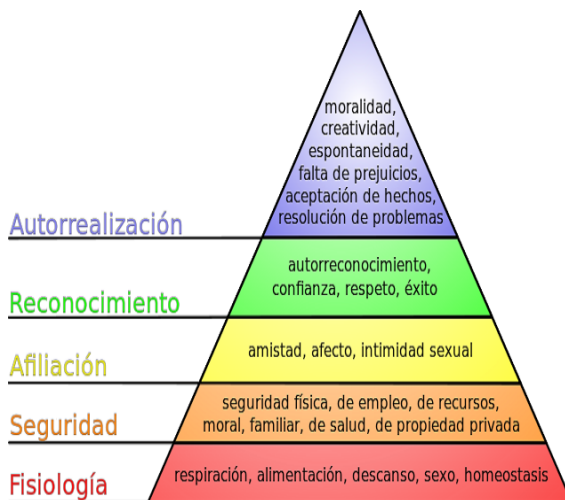 moralidad,
creatividad,
espontaneidad,
falta de prejuicios,
aceptación de hechos,
resolución de problemas
Autorrealización
autorreconocimiento,
confianza, respeto, éxito
Reconocimiento
amistad, afecto, intimidad sexual
Afiliación
seguridad física, de empleo, de recursos,
moral, familiar, de salud, de propiedad privada
Seguridad
respiración, alimentación, descanso, sexo, homeostasis
Fisiología